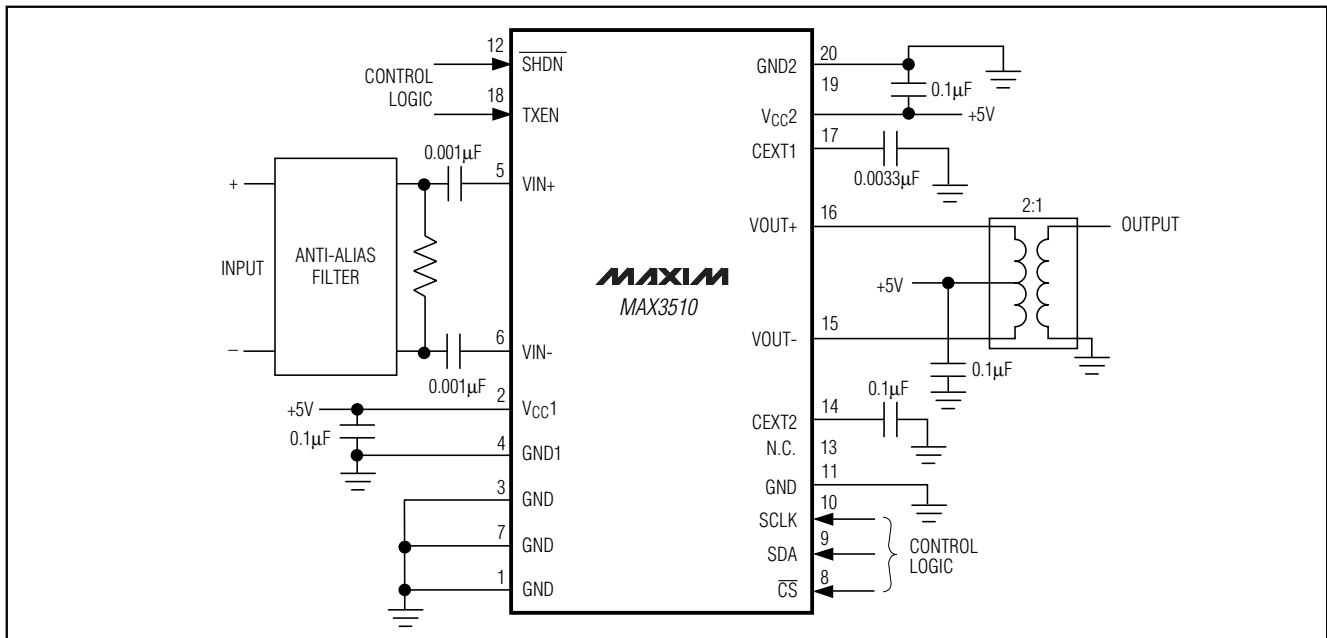 12
SHDN
CONTROL
LOGIC
18
TXEN
0.001µF
5
VIN+
+
INPUT
ANTI-ALIAS
FILTER
–
6
VIN-
0.001µF
2
+5V
VCC1
0.1µF
4
GND1
3
GND
7
GND
1
GND
MAXIM
MAX3510
GND2
20
19
0.1µF
VCC2
+5V
CEXT1
17
0.0033µF
VOUT+
16
2:1
OUTPUT
+5V
VOUT-
15
0.1µF
0.1µF
CEXT2
14
N.C.
13
GND
11
SCLK
10
SDA
9
CONTROL
LOGIC
CS
8